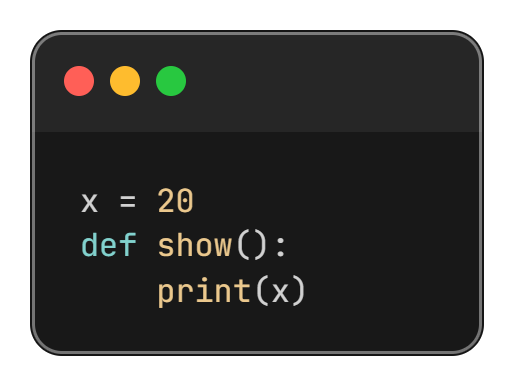 x = 20
def show():
    print(x)